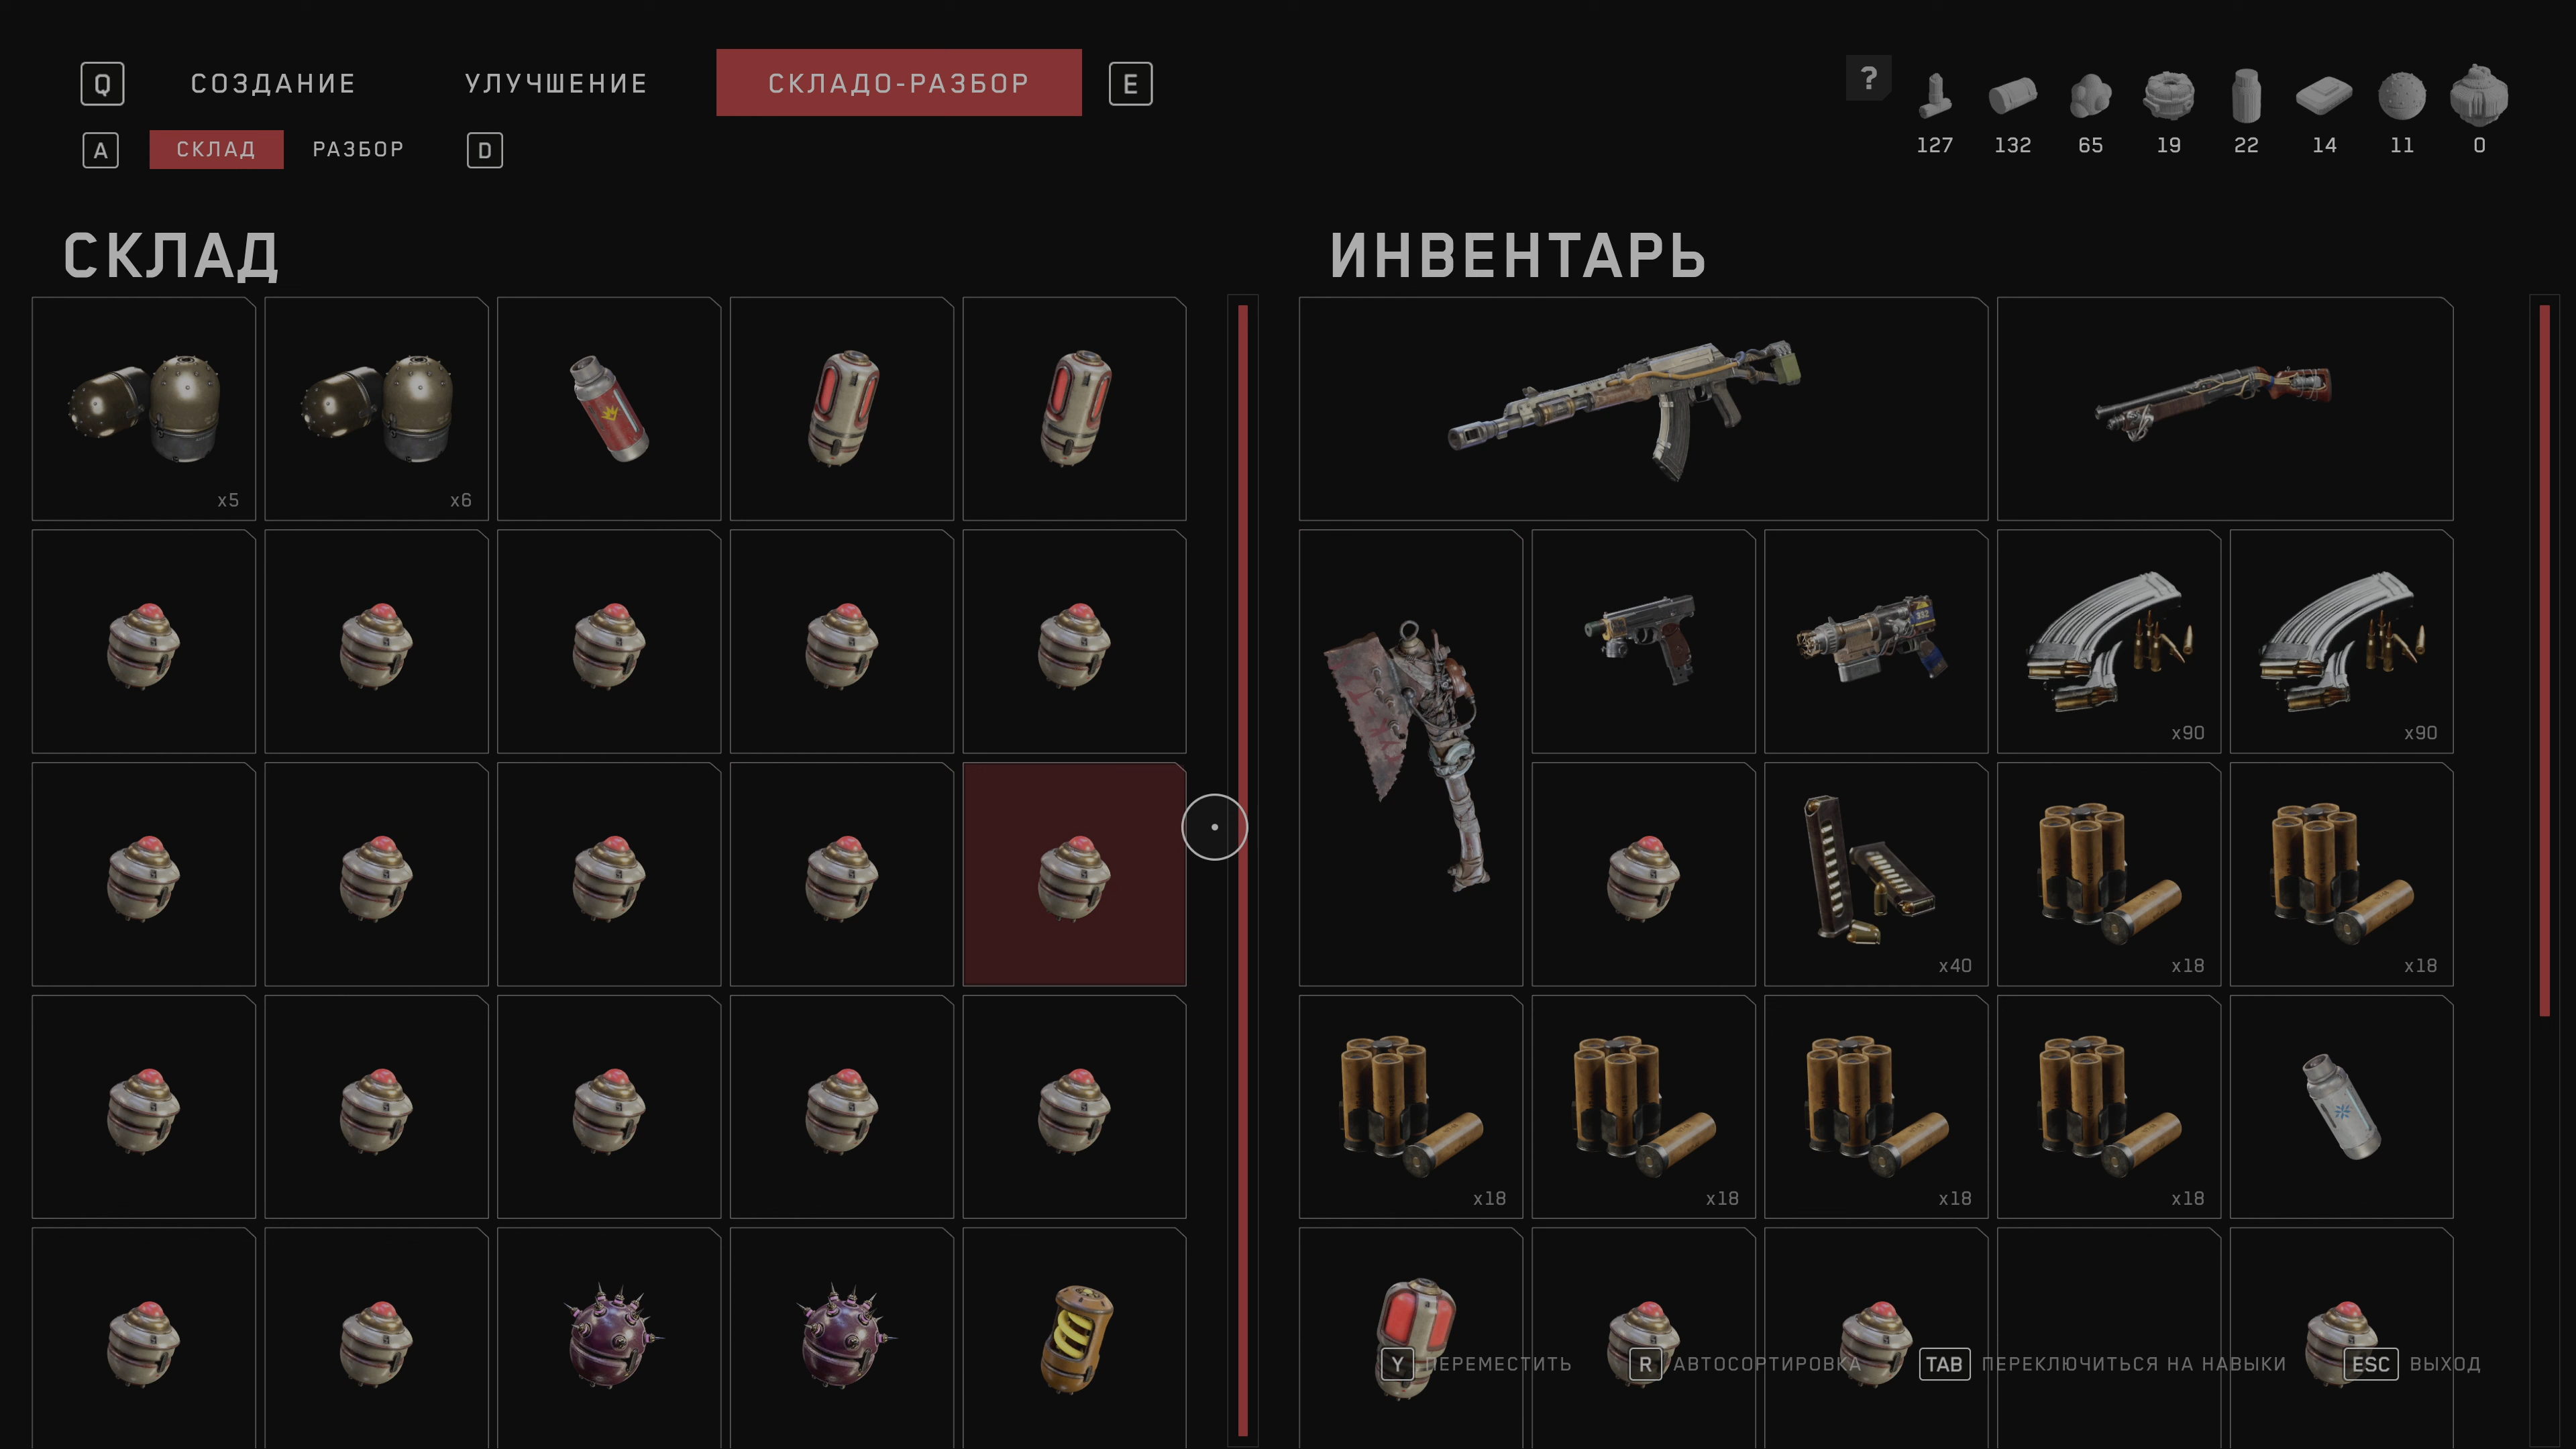 Q СОЗДАНИЕ УЛУЧШЕНИЕ СКЛАДО-РАЗБОР E ?
A СКЛАД РАЗБОР D 127 132 65 19 22 14 11 0
СКЛАД ИНВЕНТАРЬ
x5 x6
x90 x90
x40 x18 x18
x18 x18 x18 x18
Y ПЕРЕМЕСТИТЬ R АВТОСОРТИРОВКА TAB ПЕРЕКЛЮЧИТЬСЯ НА НАВЫКИ ESC ВЫХОД